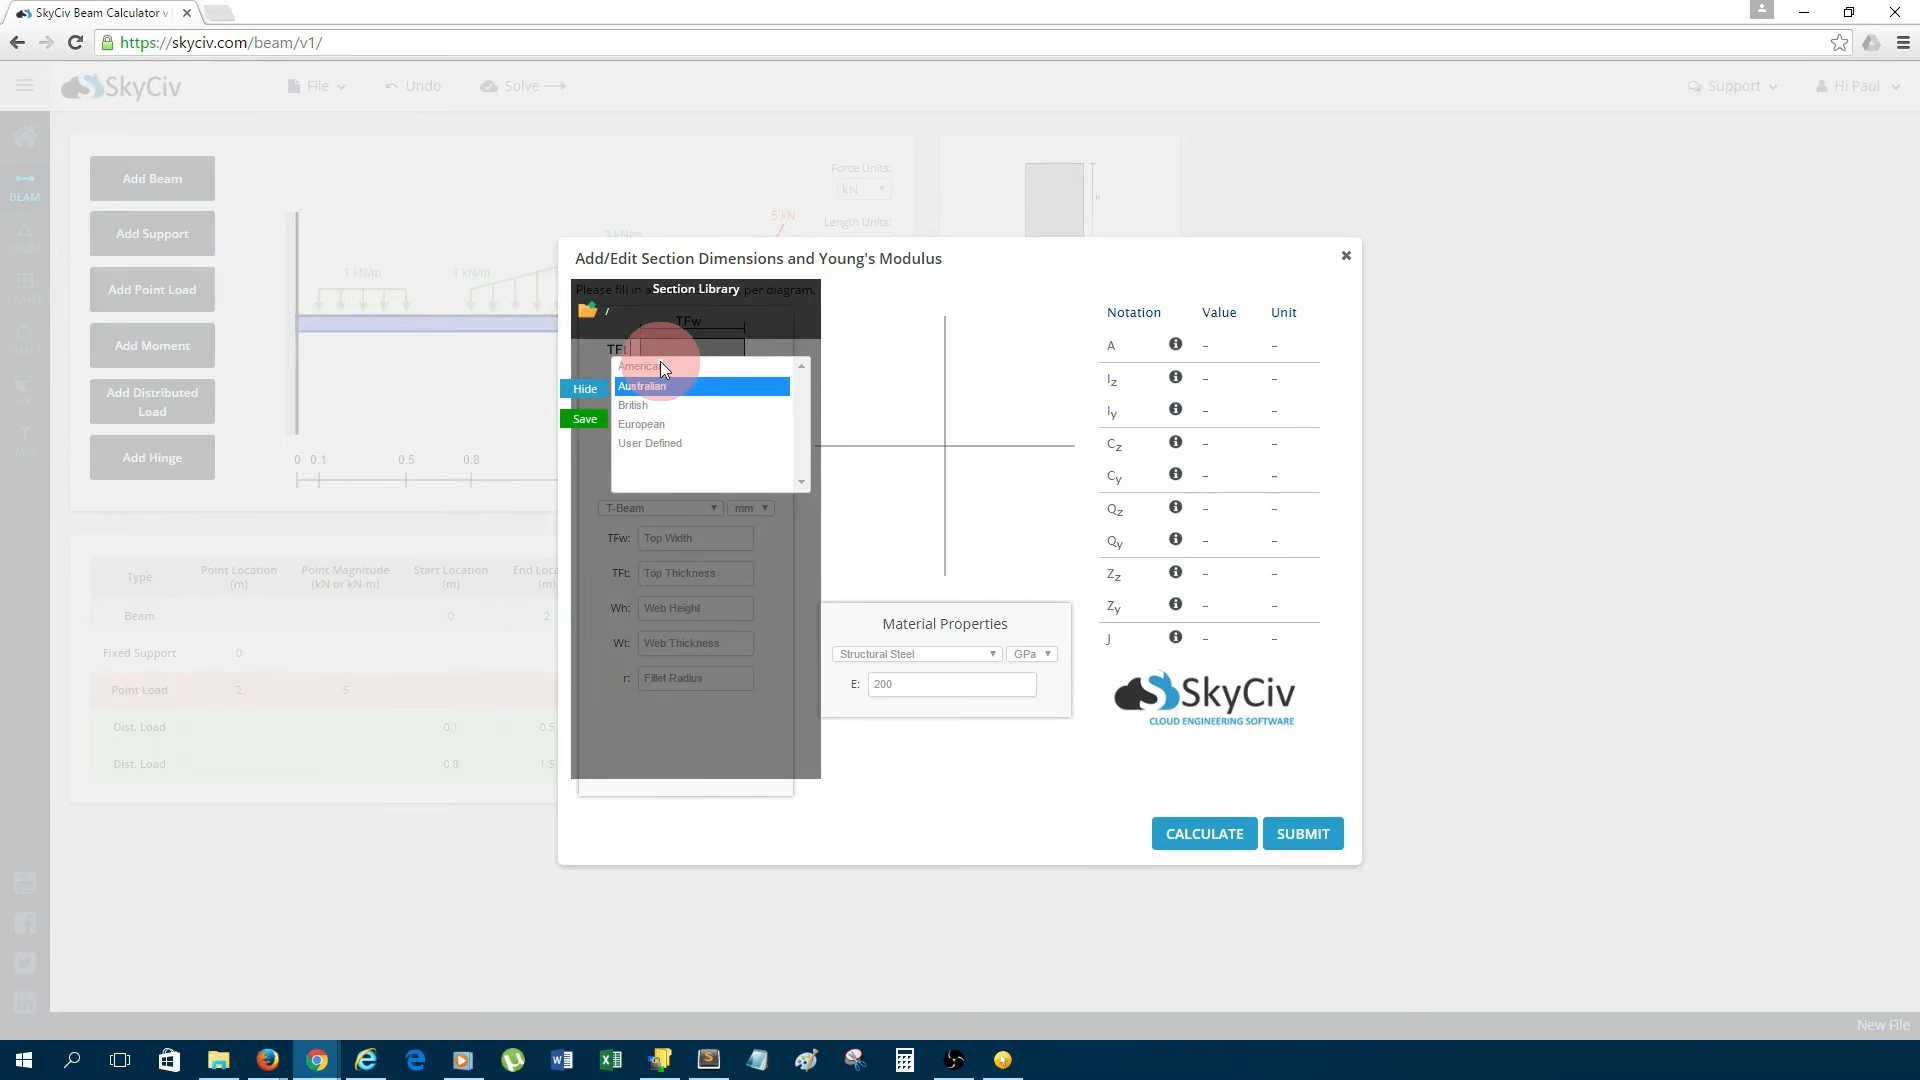 SkyCiv Beam Calculator v
https://skyciv.com/beam/v1/
SkyCiv
File
Undo
Solve
Support
Hi Paul
BEAM
Add Beam
Add Support
Add Point Load
Add Moment
Add Distributed
Load
Add Hinge
Force Units:
kN
Length Units:
5 kN
3 kN/m
1 kN/m
1 kN/m
0 0.1 0.5 0.8
Type
Point Location
(m)
Point Magnitude
(kN or kN-m)
Start Location
(m)
End Loca
(m)
Beam 0 2
Fixed Support 0
Point Load 2 5
Dist. Load 0.1 0.5
Dist. Load 0.8 1.5
Add/Edit Section Dimensions and Young's Modulus
Please fill in a
per diagram.
Section Library
/
TFw
TFt
American
Australian
British
European
User Defined
Hide
Save
T-Beam
mm
TFw: Top Width
TFt: Top Thickness
Wh: Web Height
Wt: Web Thickness
r: Fillet Radius
Material Properties
Structural Steel
GPa
E: 200
Notation Value Unit
A – –
Iz – –
Iy – –
Cz – –
Cy – –
Qz – –
Qy – –
Zz – –
Zy – –
J – –
SkyCiv
CLOUD ENGINEERING SOFTWARE
CALCULATE
SUBMIT
New File